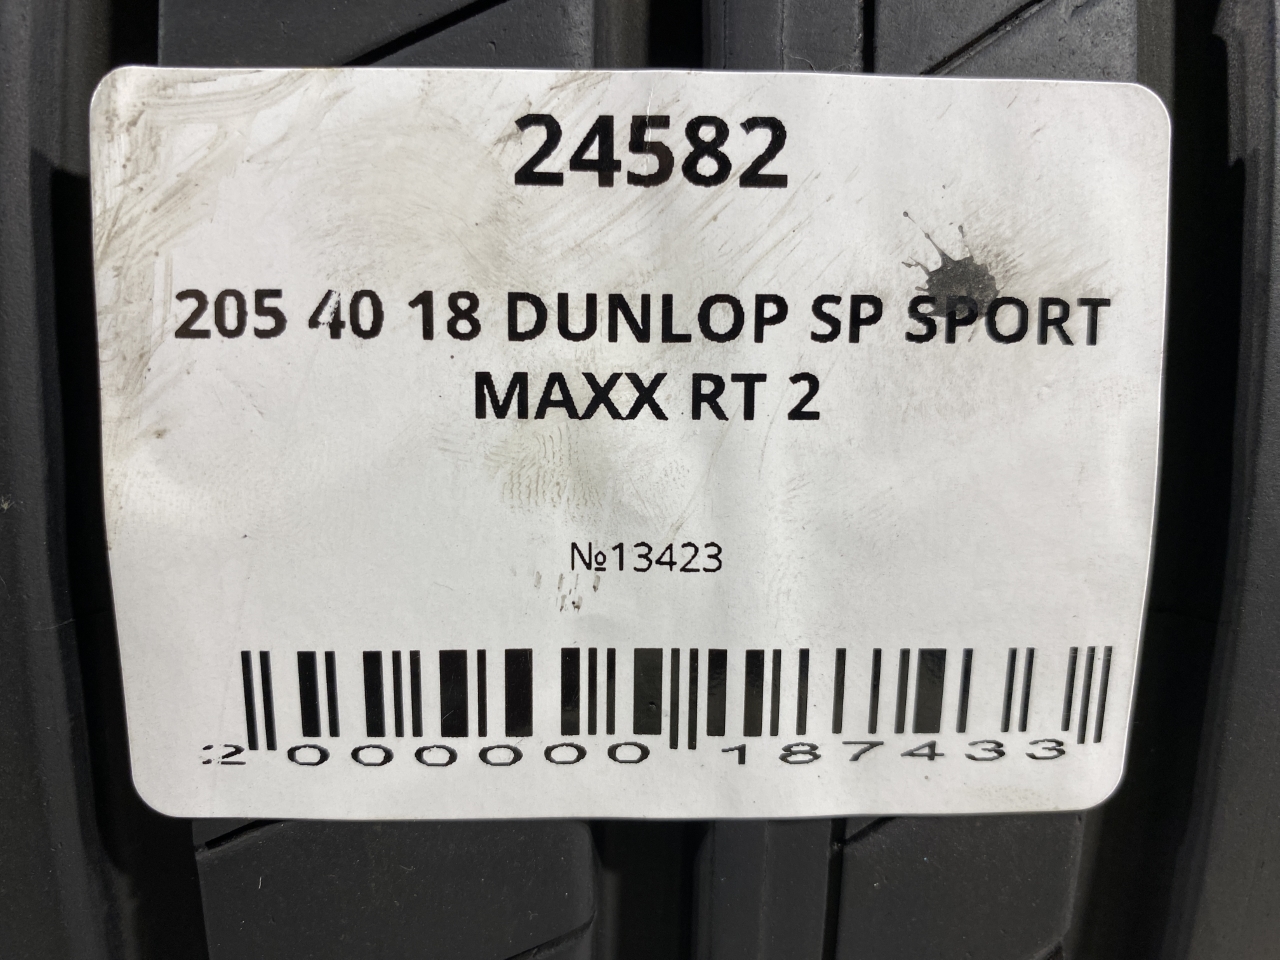 24582
205 40 18 DUNLOP SP SPORT
MAXX RT 2
№13423
2 000000 187433